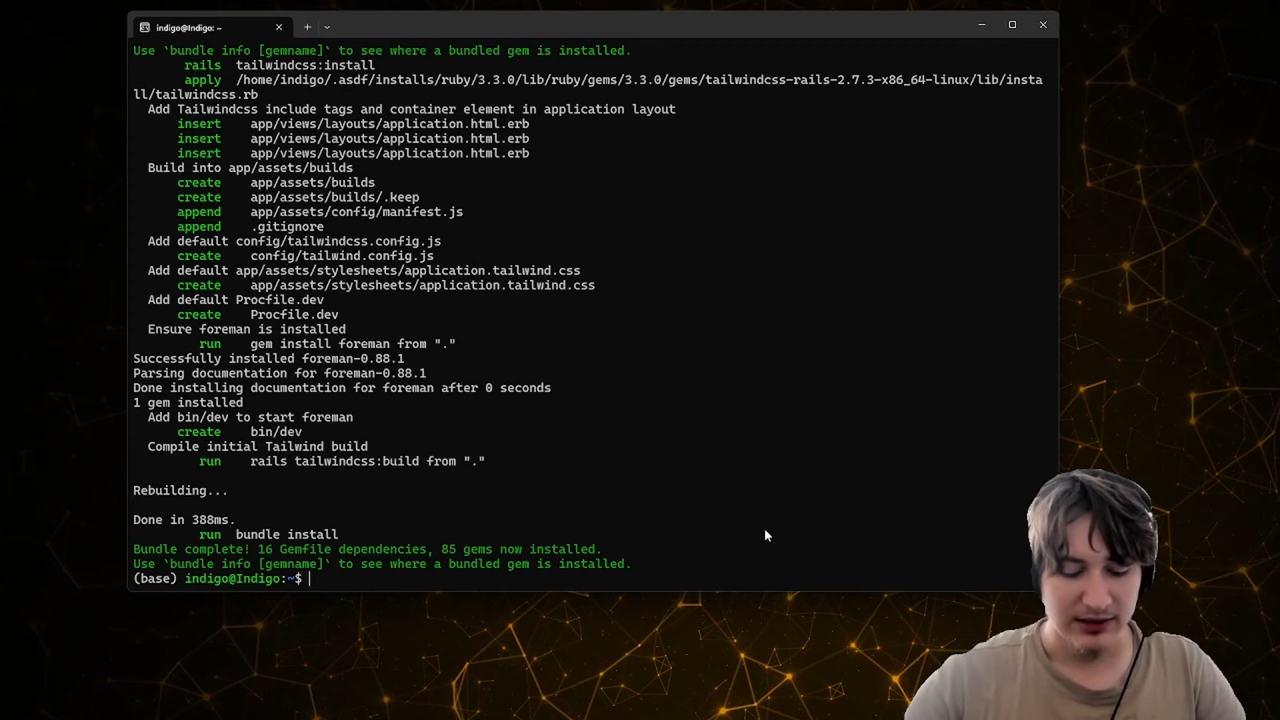 indigo@Indigo: ~
Use `bundle info [gemname]` to see where a bundled gem is installed.
rails tailwindcss:install
apply /home/indigo/.asdf/installs/ruby/3.3.0/lib/ruby/gems/3.3.0/gems/tailwindcss-rails-2.7.3-x86_64-linux/lib/insta
ll/tailwindcss.rb
Add Tailwindcss include tags and container element in application layout
insert app/views/layouts/application.html.erb
insert app/views/layouts/application.html.erb
insert app/views/layouts/application.html.erb
Build into app/assets/builds
create app/assets/builds
create app/assets/builds/.keep
append app/assets/config/manifest.js
append .gitignore
Add default config/tailwindcss.config.js
create config/tailwind.config.js
Add default app/assets/stylesheets/application.tailwind.css
create app/assets/stylesheets/application.tailwind.css
Add default Procfile.dev
create Procfile.dev
Ensure foreman is installed
run gem install foreman from "."
Successfully installed foreman-0.88.1
Parsing documentation for foreman-0.88.1
Done installing documentation for foreman after 0 seconds
1 gem installed
Add bin/dev to start foreman
create bin/dev
Compile initial Tailwind build
run rails tailwindcss:build from "."
Rebuilding...
Done in 388ms.
run bundle install
Bundle complete! 16 Gemfile dependencies, 85 gems now installed.
Use `bundle info [gemname]` to see where a bundled gem is installed.
(base) indigo@Indigo:~$